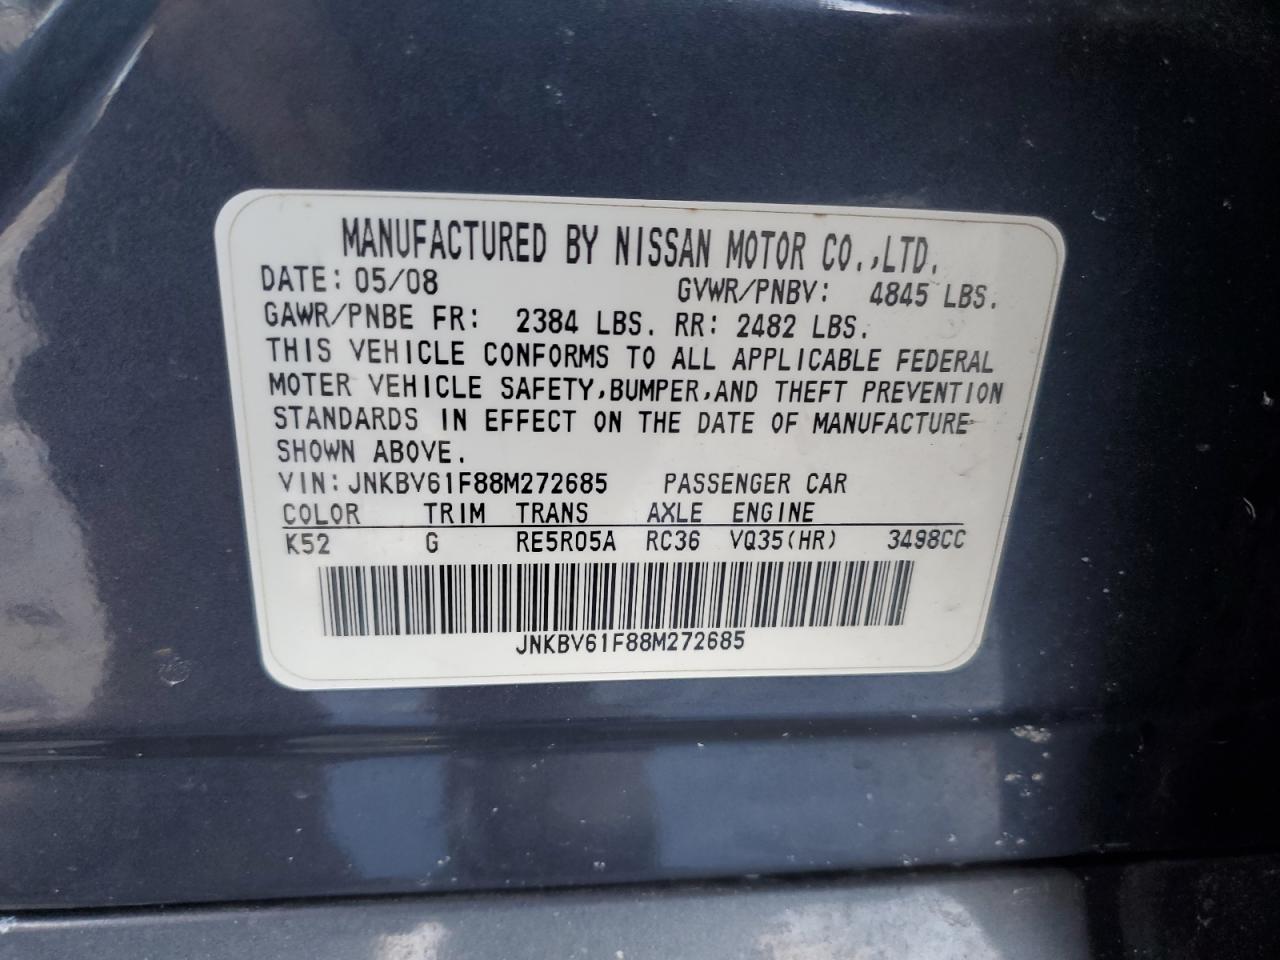 MANUFACTURED BY NISSAN MOTOR CO.,LTD.
DATE: 05/08 GVWR/PNBV: 4845 LBS.
GAWR/PNBE FR: 2384 LBS. RR: 2482 LBS.
THIS VEHICLE CONFORMS TO ALL APPLICABLE FEDERAL
MOTER VEHICLE SAFETY,BUMPER,AND THEFT PREVENTION
STANDARDS IN EFFECT ON THE DATE OF MANUFACTURE
SHOWN ABOVE.
VIN: JNKBV61F88M272685 PASSENGER CAR
COLOR TRIM TRANS AXLE ENGINE
K52 G RE5R05A RC36 VQ35(HR) 3498CC
JNKBV61F88M272685